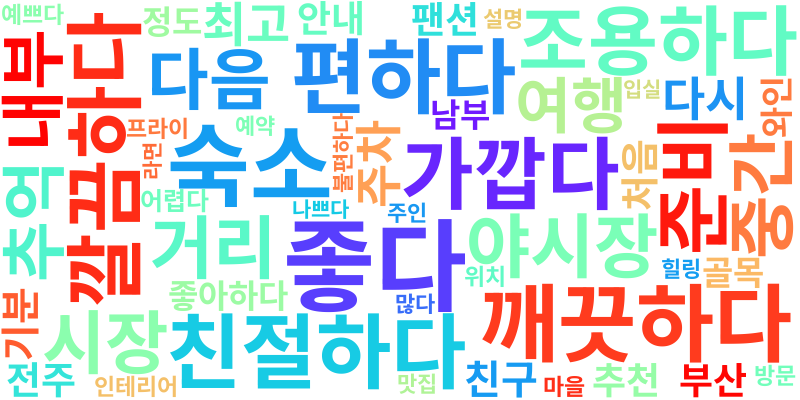 예쁘다
정도
최고
안내
팬션
설명
조용하다
내부
깔끔하다
다음
편하다
여행
입실
다시
와인
프라이
예약
남부
라면
숙소
불편하다
주차
가깝다
처음
준비
중간
추억
어렵다
나쁘다
주인
거리
좋다
야시장
위치
힐링
골목
좋아하다
많다
기분
시장
친절하다
깨끗하다
전주
인테리어
맛집
친구
마을
추천
부산
방문